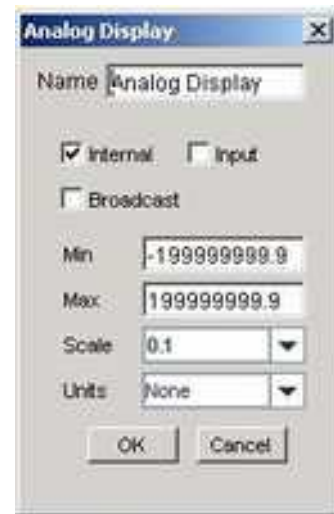 Analog Display
Name Analog Display
Internal Input
Broadcast
Min -199999999.9
Max 199999999.9
Scale 0.1
Units None
OK Cancel